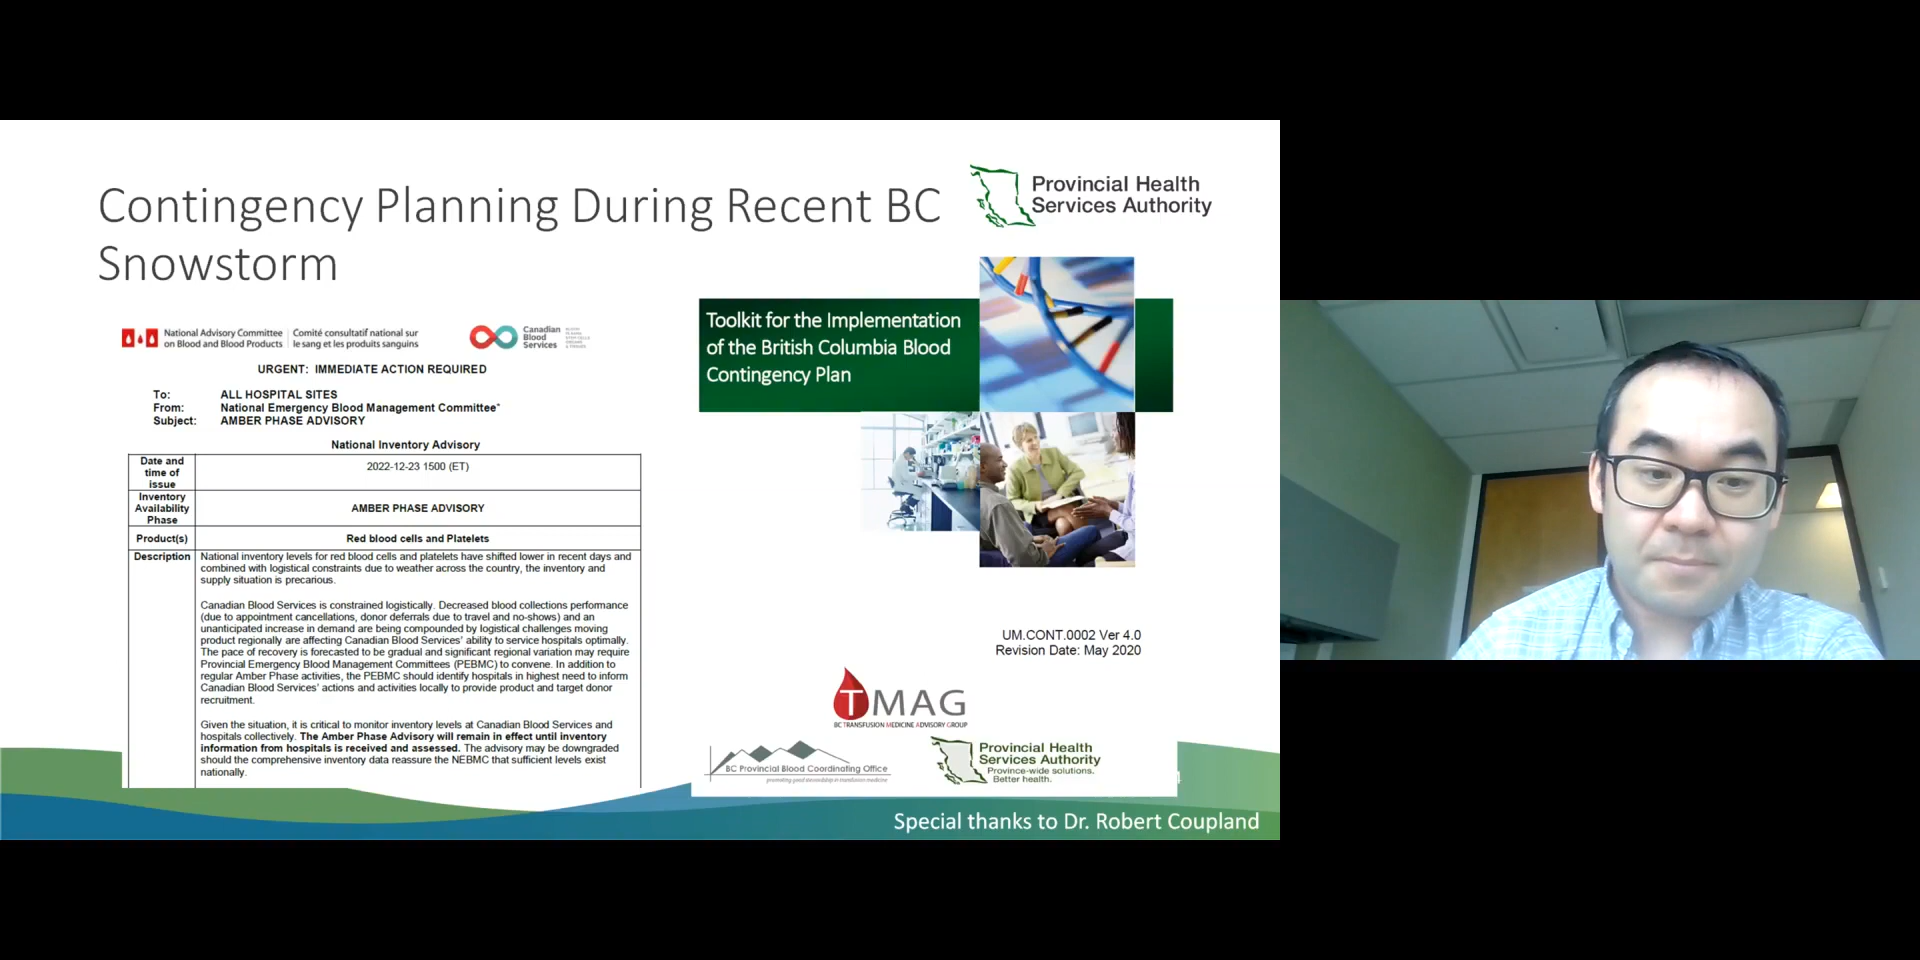 Contingency Planning During Recent BC
Snowstorm
Provincial Health
Services Authority
National Advisory Committee
on Blood and Blood Products
Comité consultatif national sur
le sang et les produits sanguins
Canadian
Blood
Services
URGENT: IMMEDIATE ACTION REQUIRED
To: ALL HOSPITAL SITES
From: National Emergency Blood Management Committee*
Subject: AMBER PHASE ADVISORY
National Inventory Advisory
Date and
time of
issue
2022-12-23 1500 (ET)
Inventory
Availability
Phase
AMBER PHASE ADVISORY
Product(s) Red blood cells and Platelets
Description
National inventory levels for red blood cells and platelets have shifted lower in recent days and
combined with logistical constraints due to weather across the country, the inventory and
supply situation is precarious.
Canadian Blood Services is constrained logistically. Decreased blood collections performance
(due to appointment cancellations, donor deferrals due to travel and no-shows) and an
unanticipated increase in demand are being compounded by logistical challenges moving
product regionally are affecting Canadian Blood Services' ability to service hospitals optimally.
The pace of recovery is forecasted to be gradual and significant regional variation may require
Provincial Emergency Blood Management Committees (PEBMC) to convene. In addition to
regular Amber Phase activities, the PEBMC should identify hospitals in highest need to inform
Canadian Blood Services' actions and activities locally to provide product and target donor
recruitment.
Given the situation, it is critical to monitor inventory levels at Canadian Blood Services and
hospitals collectively. The Amber Phase Advisory will remain in effect until inventory
information from hospitals is received and assessed. The advisory may be downgraded
should the comprehensive inventory data reassure the NEBMC that sufficient levels exist
nationally.
Toolkit for the Implementation
of the British Columbia Blood
Contingency Plan
UM.CONT.0002 Ver 4.0
Revision Date: May 2020
TMAG
BC TRANSFUSION MEDICINE ADVISORY GROUP
BC Provincial Blood Coordinating Office
promoting good stewardship in transfusion medicine
Provincial Health
Services Authority
Province-wide solutions.
Better health.
Special thanks to Dr. Robert Coupland